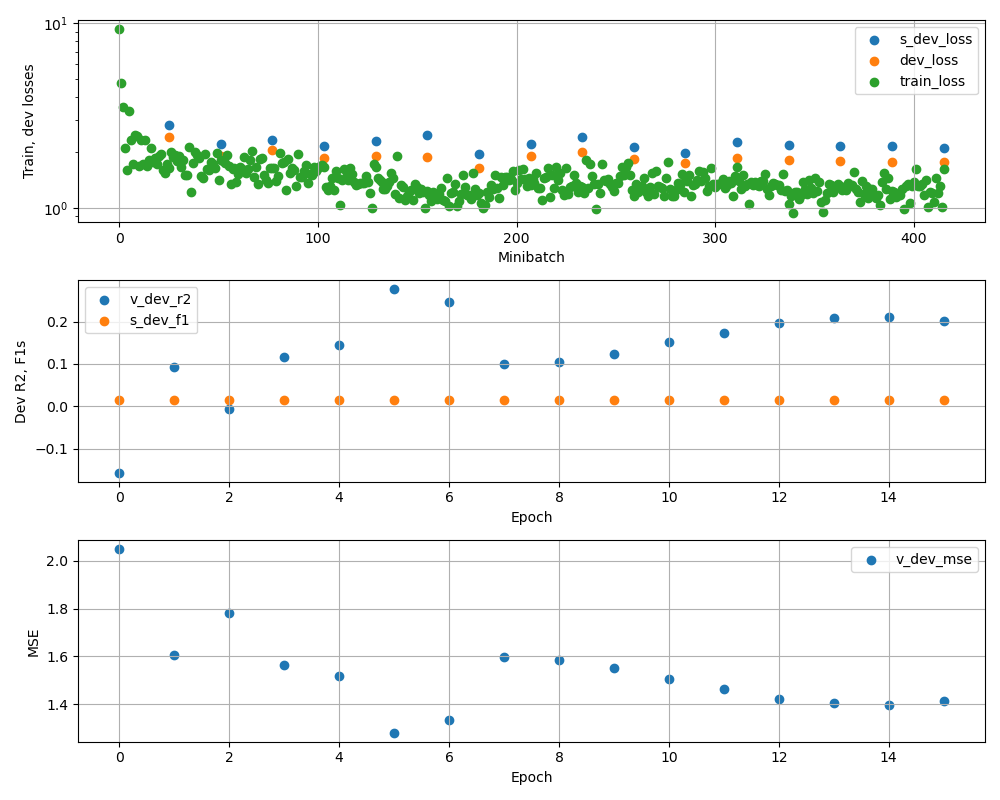 Train, dev losses
10¹
10⁰
s_dev_loss
dev_loss
train_loss
0 100 200 300 400
Minibatch
Dev R2, F1s
0.2
0.1
0.0
−0.1
v_dev_r2
s_dev_f1
0 2 4 6 8 10 12 14
Epoch
MSE
2.0
1.8
1.6
1.4
v_dev_mse
0 2 4 6 8 10 12 14
Epoch